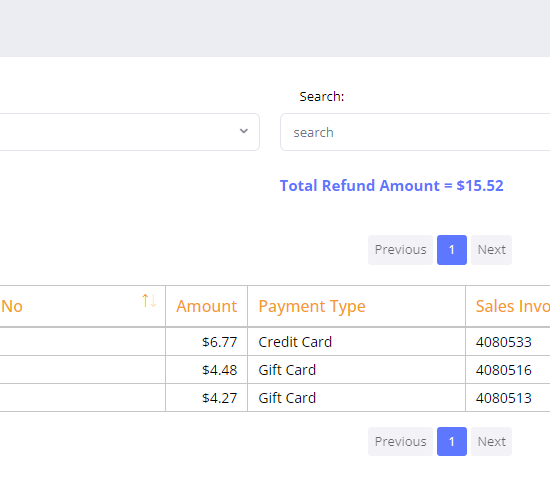 Search:
search
Total Refund Amount = $15.52
Previous 1 Next
No Amount Payment Type Sales Invo
$6.77 Credit Card 4080533
$4.48 Gift Card 4080516
$4.27 Gift Card 4080513
Previous 1 Next